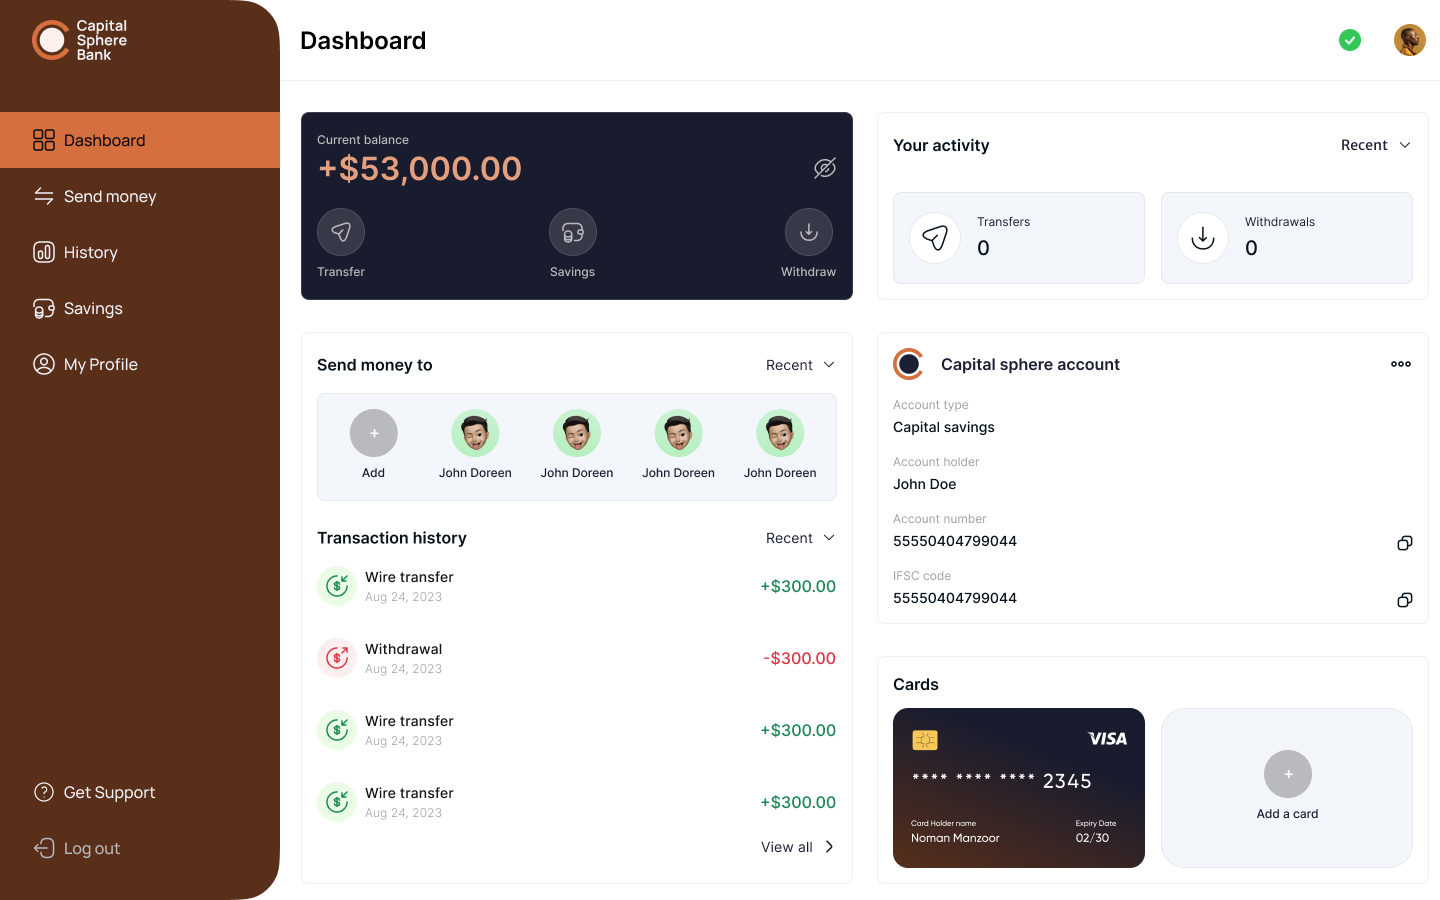 Capital
Sphere
Bank
Dashboard
Send money
History
Savings
My Profile
Get Support
Log out
Dashboard
Current balance
+$53,000.00
Transfer
Savings
Withdraw
Your activity
Recent
Transfers
0
Withdrawals
0
Send money to
Recent
+
Add
John Doreen
John Doreen
John Doreen
John Doreen
Transaction history
Recent
Wire transfer
Aug 24, 2023
+$300.00
Withdrawal
Aug 24, 2023
-$300.00
Wire transfer
Aug 24, 2023
+$300.00
Wire transfer
Aug 24, 2023
+$300.00
View all
Capital sphere account
Account type
Capital savings
Account holder
John Doe
Account number
55550404799044
IFSC code
55550404799044
Cards
VISA
**** **** **** 2345
Card Holder name
Noman Manzoor
Expiry Date
02/30
+
Add a card